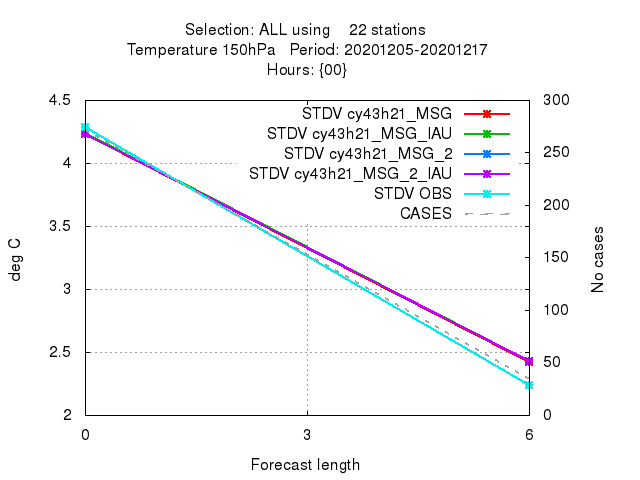 Selection: ALL using    22 stations
Temperature 150hPa   Period: 20201205-20201217
Hours: {00}
STDV cy43h21_MSG
STDV cy43h21_MSG_IAU
STDV cy43h21_MSG_2
STDV cy43h21_MSG_2_IAU
STDV OBS
CASES
4.5
4
3.5
3
2.5
2
deg C
300
250
200
150
100
50
0
No cases
0 3 6
Forecast length